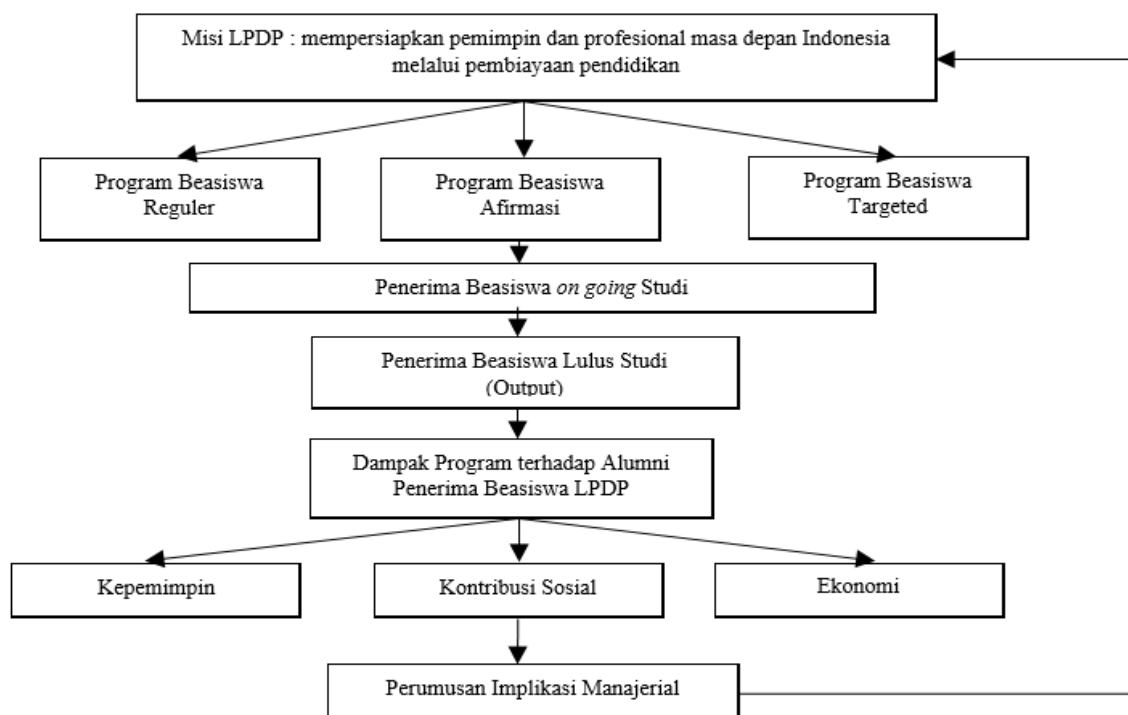 Misi LPDP : mempersiapkan pemimpin dan profesional masa depan Indonesia
melalui pembiayaan pendidikan
Program Beasiswa
Reguler
Program Beasiswa
Afirmasi
Program Beasiswa
Targeted
Penerima Beasiswa on going Studi
Penerima Beasiswa Lulus Studi
(Output)
Dampak Program terhadap Alumni
Penerima Beasiswa LPDP
Kepemimpin
Kontribusi Sosial
Ekonomi
Perumusan Implikasi Manajerial